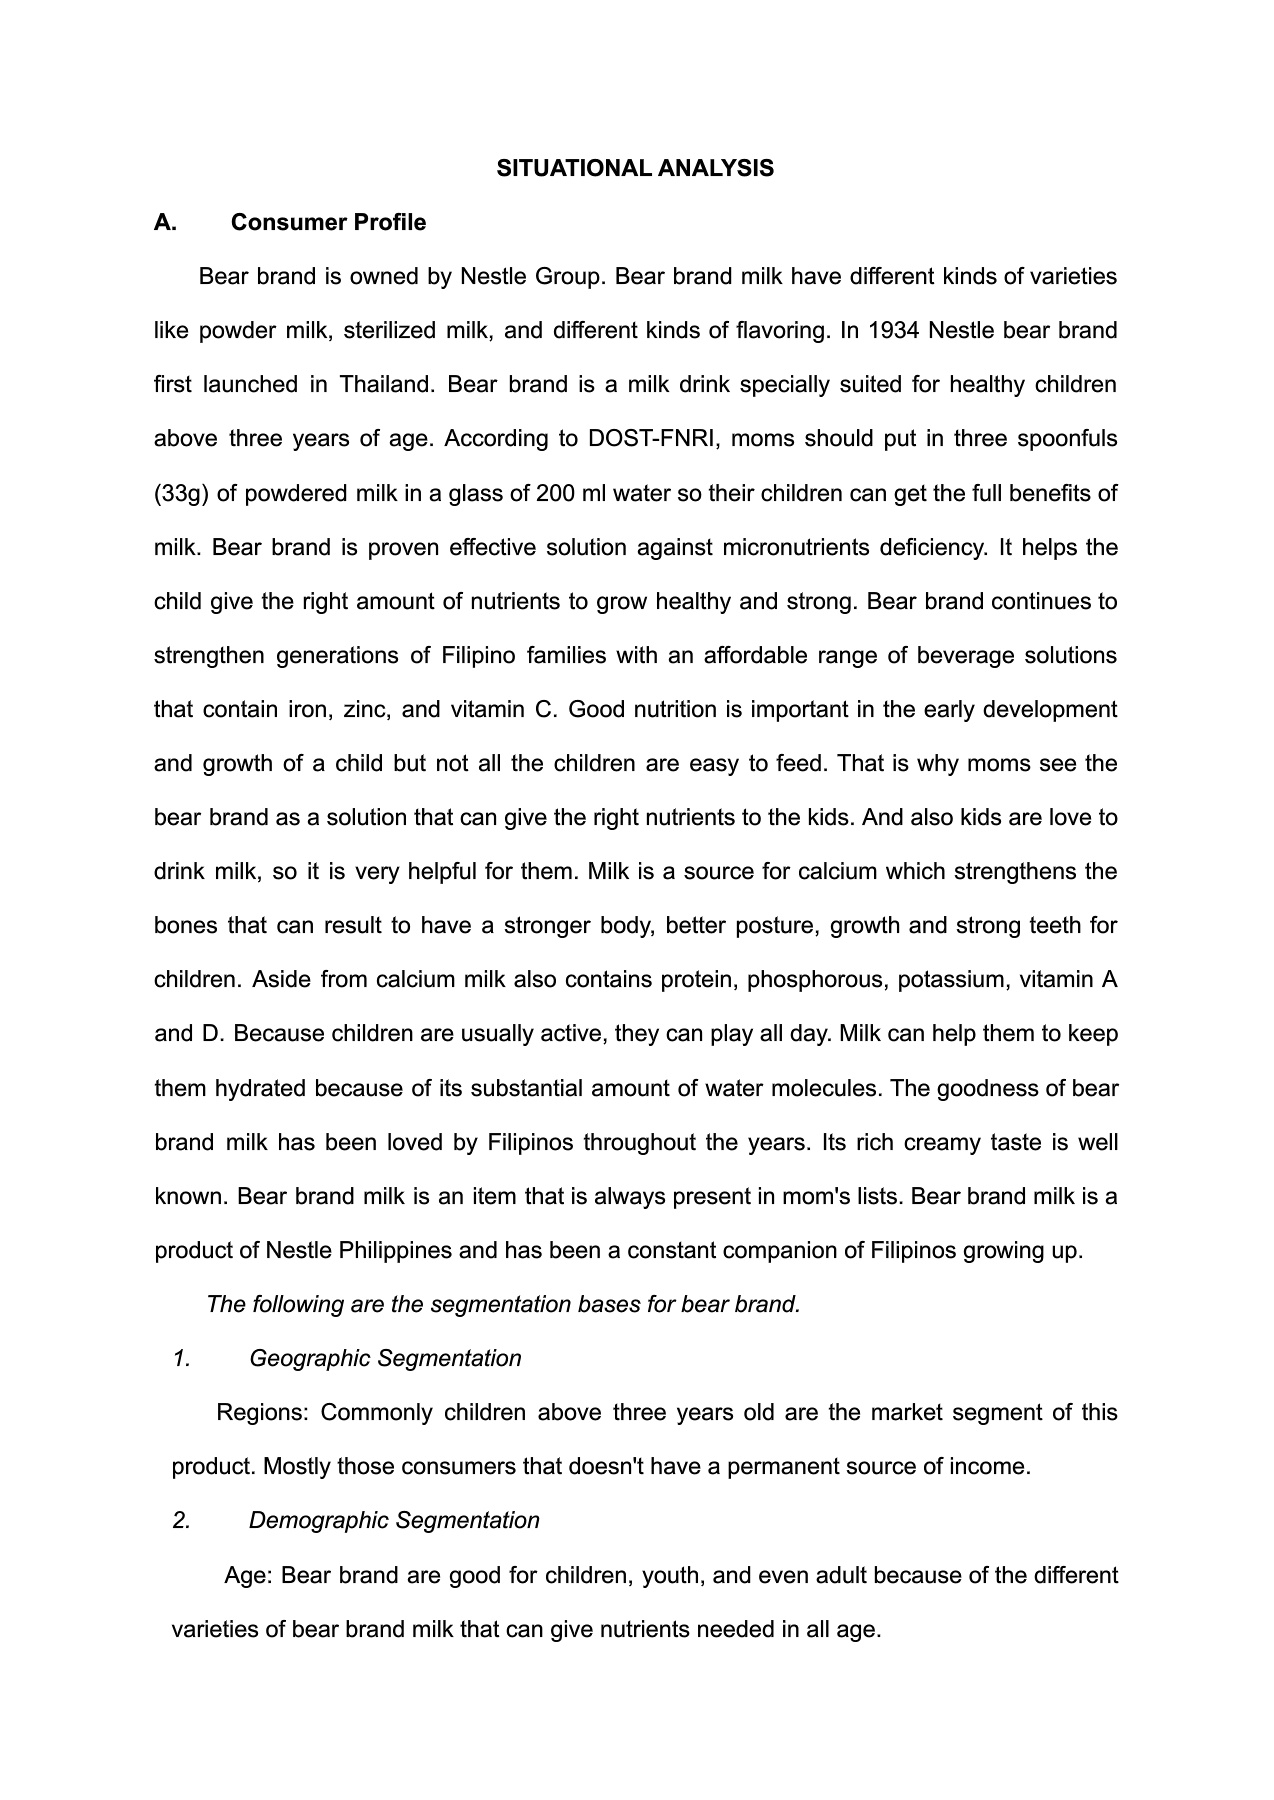 SITUATIONAL ANALYSIS
A. Consumer Profile
Bear brand is owned by Nestle Group. Bear brand milk have different kinds of varieties
like powder milk, sterilized milk, and different kinds of flavoring. In 1934 Nestle bear brand
first launched in Thailand. Bear brand is a milk drink specially suited for healthy children
above three years of age. According to DOST-FNRI, moms should put in three spoonfuls
(33g) of powdered milk in a glass of 200 ml water so their children can get the full benefits of
milk. Bear brand is proven effective solution against micronutrients deficiency. It helps the
child give the right amount of nutrients to grow healthy and strong. Bear brand continues to
strengthen generations of Filipino families with an affordable range of beverage solutions
that contain iron, zinc, and vitamin C. Good nutrition is important in the early development
and growth of a child but not all the children are easy to feed. That is why moms see the
bear brand as a solution that can give the right nutrients to the kids. And also kids are love to
drink milk, so it is very helpful for them. Milk is a source for calcium which strengthens the
bones that can result to have a stronger body, better posture, growth and strong teeth for
children. Aside from calcium milk also contains protein, phosphorous, potassium, vitamin A
and D. Because children are usually active, they can play all day. Milk can help them to keep
them hydrated because of its substantial amount of water molecules. The goodness of bear
brand milk has been loved by Filipinos throughout the years. Its rich creamy taste is well
known. Bear brand milk is an item that is always present in mom's lists. Bear brand milk is a
product of Nestle Philippines and has been a constant companion of Filipinos growing up.
The following are the segmentation bases for bear brand.
1. Geographic Segmentation
Regions: Commonly children above three years old are the market segment of this
product. Mostly those consumers that doesn't have a permanent source of income.
2. Demographic Segmentation
Age: Bear brand are good for children, youth, and even adult because of the different
varieties of bear brand milk that can give nutrients needed in all age.